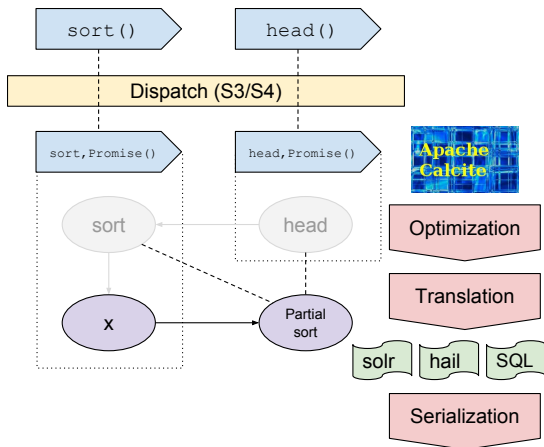 sort()
head()
Dispatch (S3/S4)
sort,Promise()
head,Promise()
Apache
Calcite
sort
head
Optimization
x
Partial
sort
Translation
solr
hail
SQL
Serialization